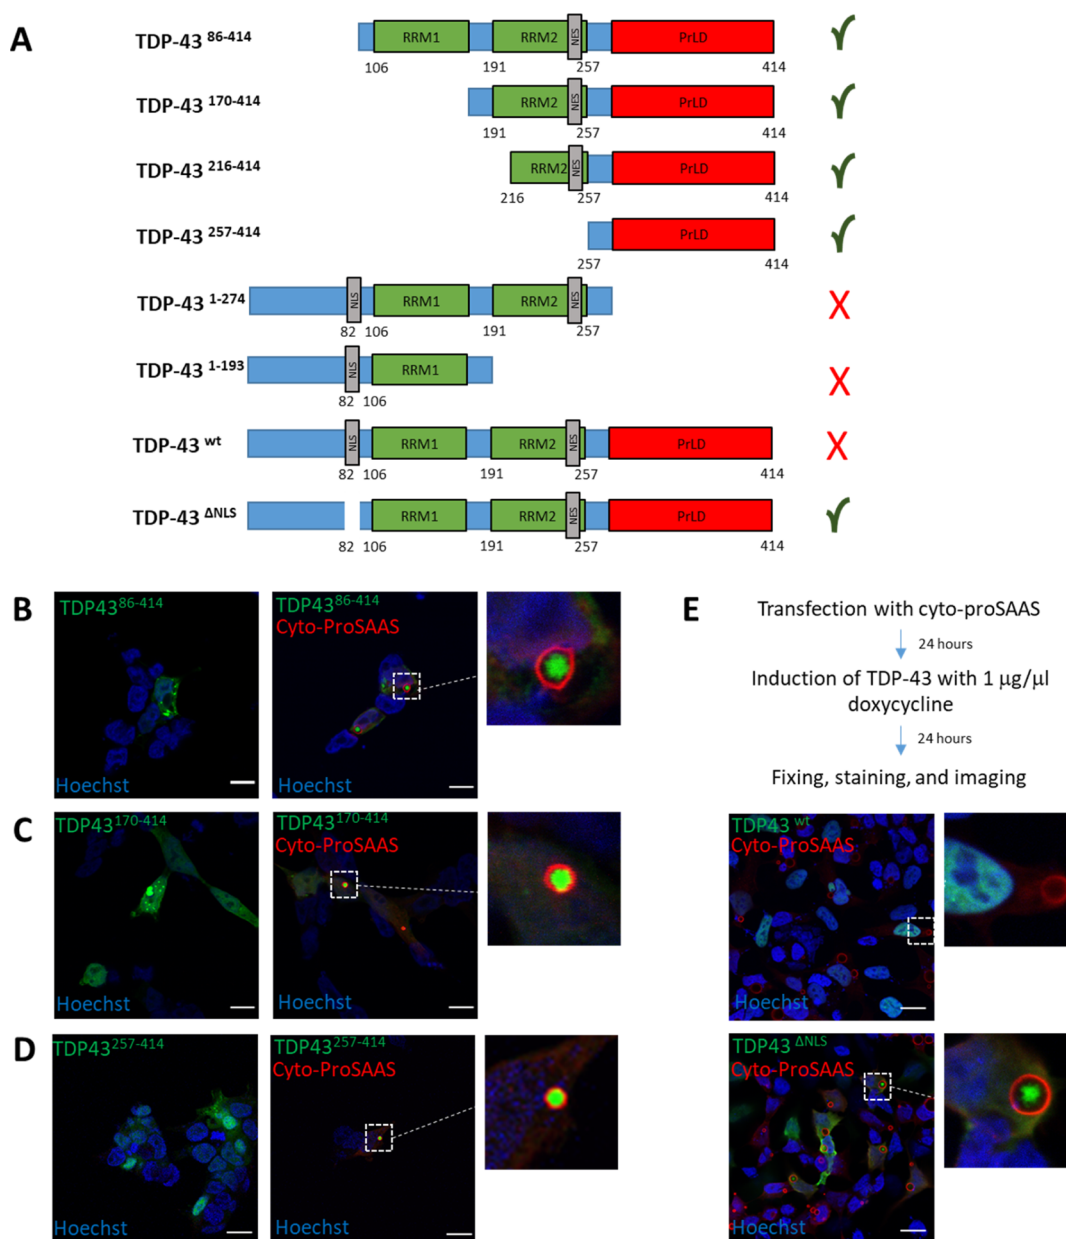 A
TDP-43 86-414
RRM1 RRM2 NES PrLD
106 191 257 414
TDP-43 170-414
RRM2 NES PrLD
191 257 414
TDP-43 216-414
RRM2 NES PrLD
216 257 414
TDP-43 257-414
PrLD
257 414
TDP-43 1-274
NLS RRM1 RRM2 NES
82 106 191 257
TDP-43 1-193
NLS RRM1
82 106
TDP-43 wt
NLS RRM1 RRM2 NES PrLD
82 106 191 257 414
TDP-43 ΔNLS
RRM1 RRM2 NES PrLD
82 106 191 257 414
B
TDP43 86-414
Hoechst
TDP43 86-414
Cyto-ProSAAS
Hoechst
C
TDP43 170-414
Hoechst
TDP43 170-414
Cyto-ProSAAS
Hoechst
D
TDP43 257-414
Hoechst
TDP43 257-414
Cyto-ProSAAS
Hoechst
E
Transfection with cyto-proSAAS
24 hours
Induction of TDP-43 with 1 µg/µl
doxycycline
24 hours
Fixing, staining, and imaging
TDP43 wt
Cyto-ProSAAS
Hoechst
TDP43 ΔNLS
Cyto-ProSAAS
Hoechst